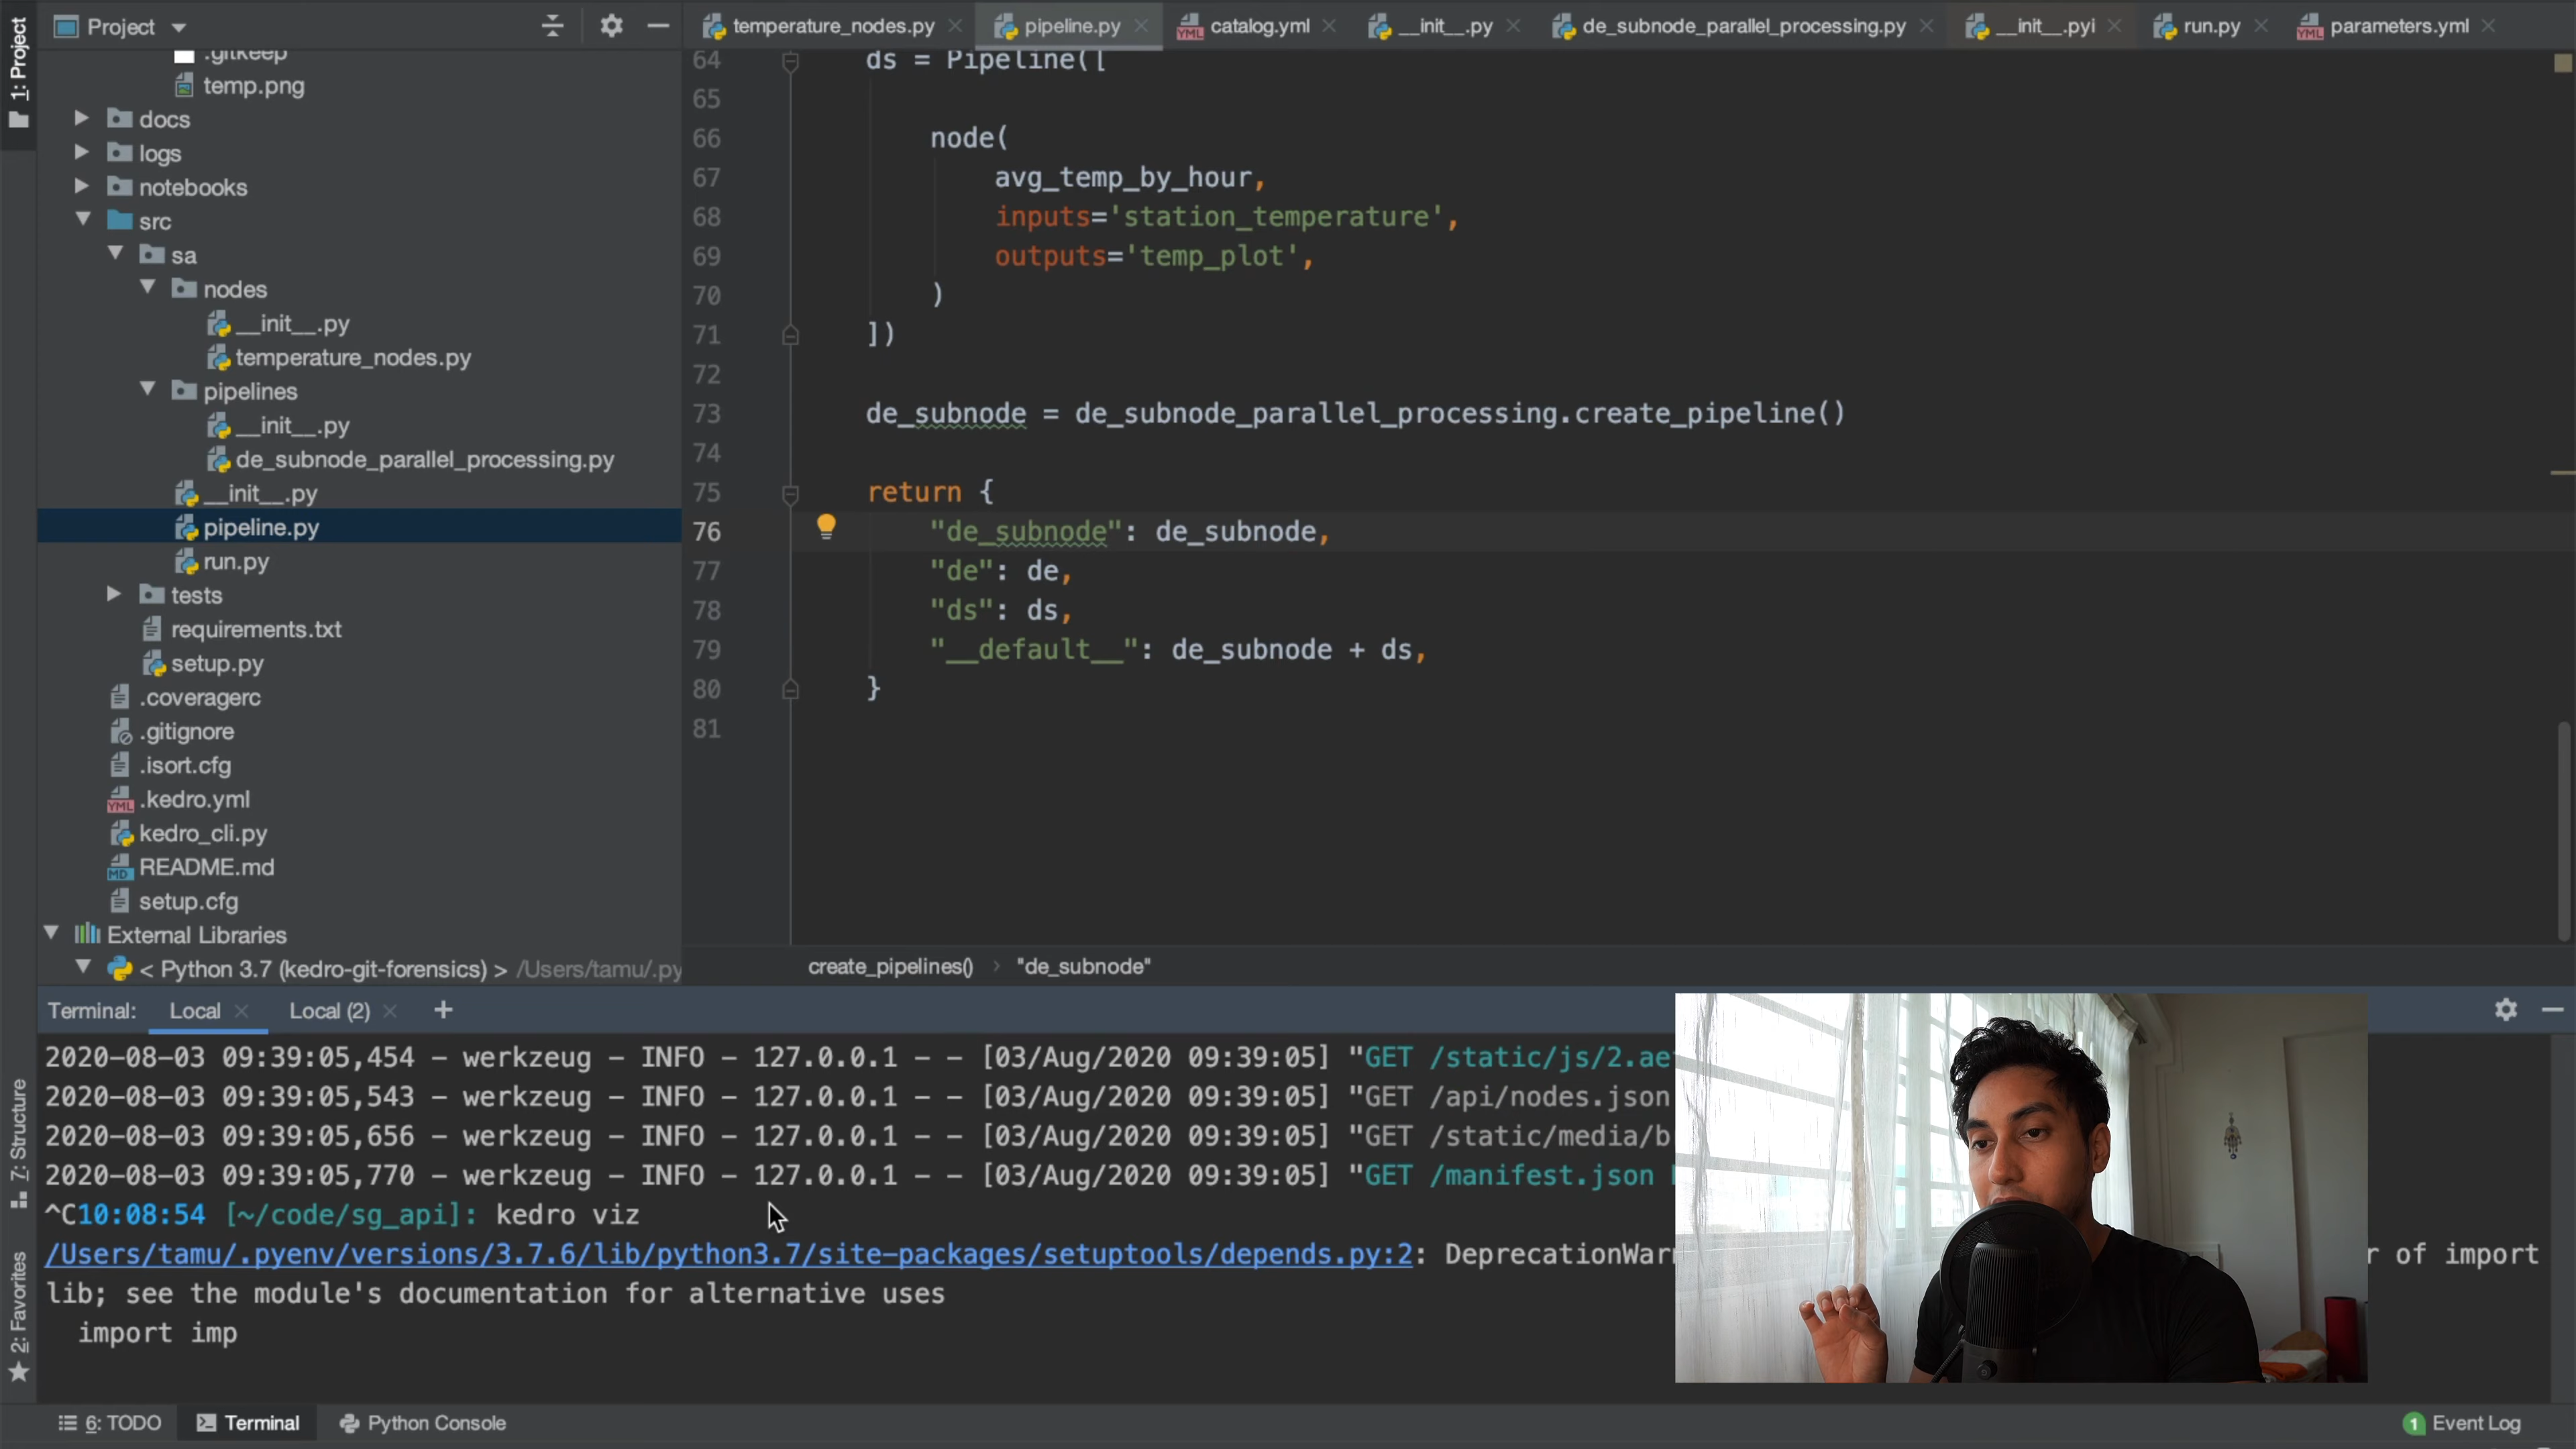 1: Project
Project
.gitkeep
temp.png
docs
logs
notebooks
src
sa
nodes
__init__.py
temperature_nodes.py
pipelines
__init__.py
de_subnode_parallel_processing.py
__init__.py
pipeline.py
run.py
tests
requirements.txt
setup.py
.coveragerc
.gitignore
.isort.cfg
YML .kedro.yml
kedro_cli.py
MD README.md
setup.cfg
External Libraries
< Python 3.7 (kedro-git-forensics) > /Users/tamu/.py
temperature_nodes.py pipeline.py YML catalog.yml __init__.py de_subnode_parallel_processing.py __init__.pyi run.py YML parameters.yml
64 ds = Pipeline([
65
66 node(
67 avg_temp_by_hour,
68 inputs='station_temperature',
69 outputs='temp_plot',
70 )
71 ])
72
73 de_subnode = de_subnode_parallel_processing.create_pipeline()
74
75 return {
76 "de_subnode": de_subnode,
77 "de": de,
78 "ds": ds,
79 "__default__": de_subnode + ds,
80 }
81
create_pipelines() › "de_subnode"
7: Structure
2: Favorites
Terminal: Local Local (2) +
2020-08-03 09:39:05,454 - werkzeug - INFO - 127.0.0.1 - - [03/Aug/2020 09:39:05] "GET /static/js/2.ae
2020-08-03 09:39:05,543 - werkzeug - INFO - 127.0.0.1 - - [03/Aug/2020 09:39:05] "GET /api/nodes.json
2020-08-03 09:39:05,656 - werkzeug - INFO - 127.0.0.1 - - [03/Aug/2020 09:39:05] "GET /static/media/b
2020-08-03 09:39:05,770 - werkzeug - INFO - 127.0.0.1 - - [03/Aug/2020 09:39:05] "GET /manifest.json
^C10:08:54 [~/code/sg_api]: kedro viz
/Users/tamu/.pyenv/versions/3.7.6/lib/python3.7/site-packages/setuptools/depends.py:2: DeprecationWarn r of import
lib; see the module's documentation for alternative uses
import imp
6: TODO Terminal Python Console 1 Event Log